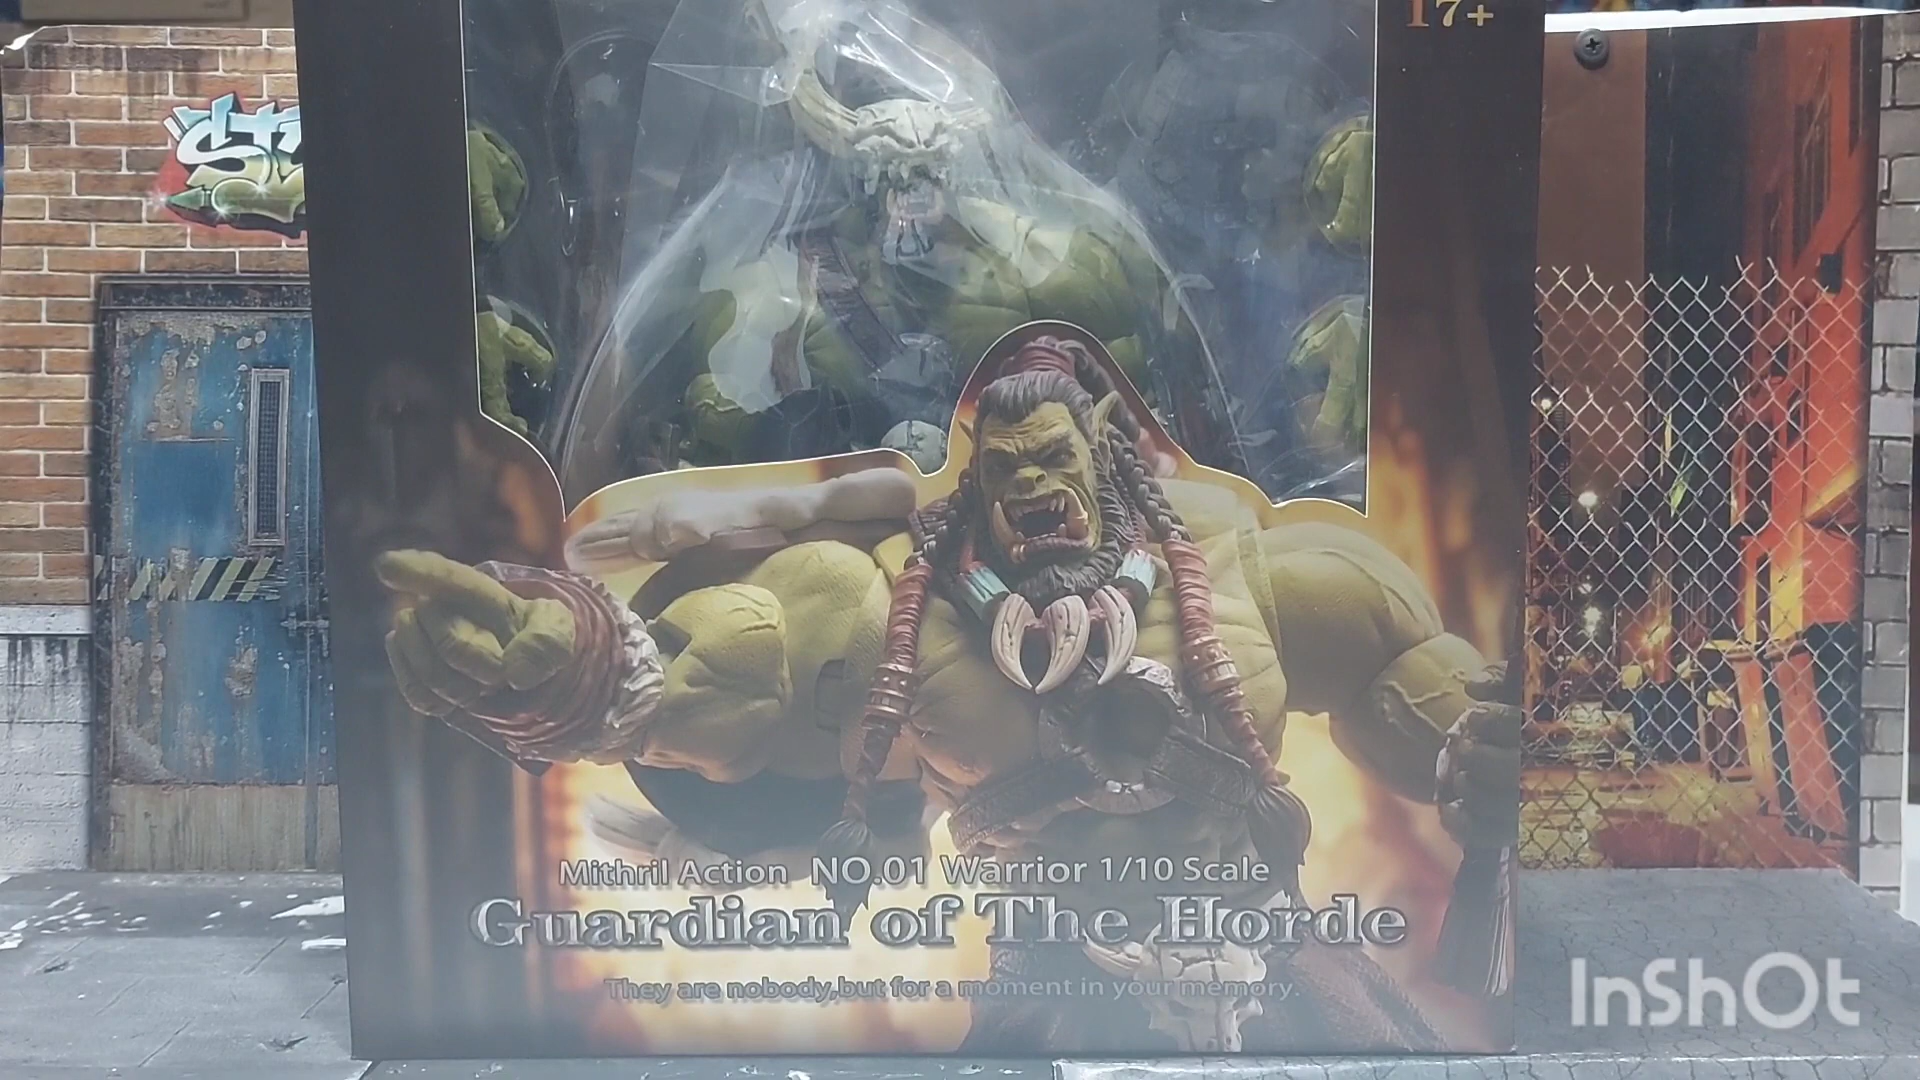 17+
Mithril Action NO.01 Warrior 1/10 Scale
Guardian of The Horde
They are nobody,but for a moment in your memory.
InShOt